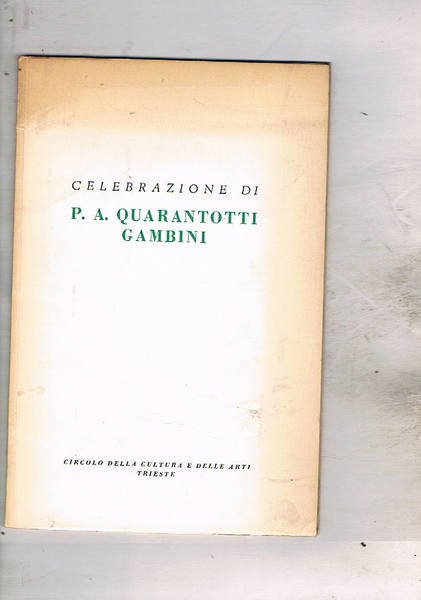 CELEBRAZIONE DI
P. A. QUARANTOTTI
GAMBINI
CIRCOLO DELLA CULTURA E DELLE ARTI
TRIESTE